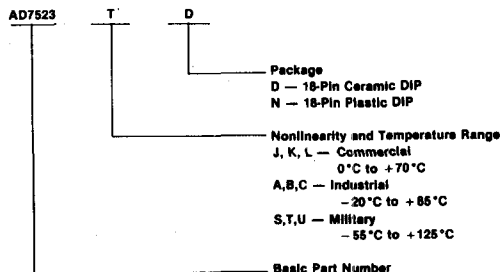 AD7523 T D
Package
D — 18-Pin Ceramic DIP
N — 18-Pin Plastic DIP
Nonlinearity and Temperature Range
J, K, L — Commercial
0°C to +70°C
A,B,C — Industrial
−20°C to +85°C
S,T,U — Military
−55°C to +125°C
Basic Part Number